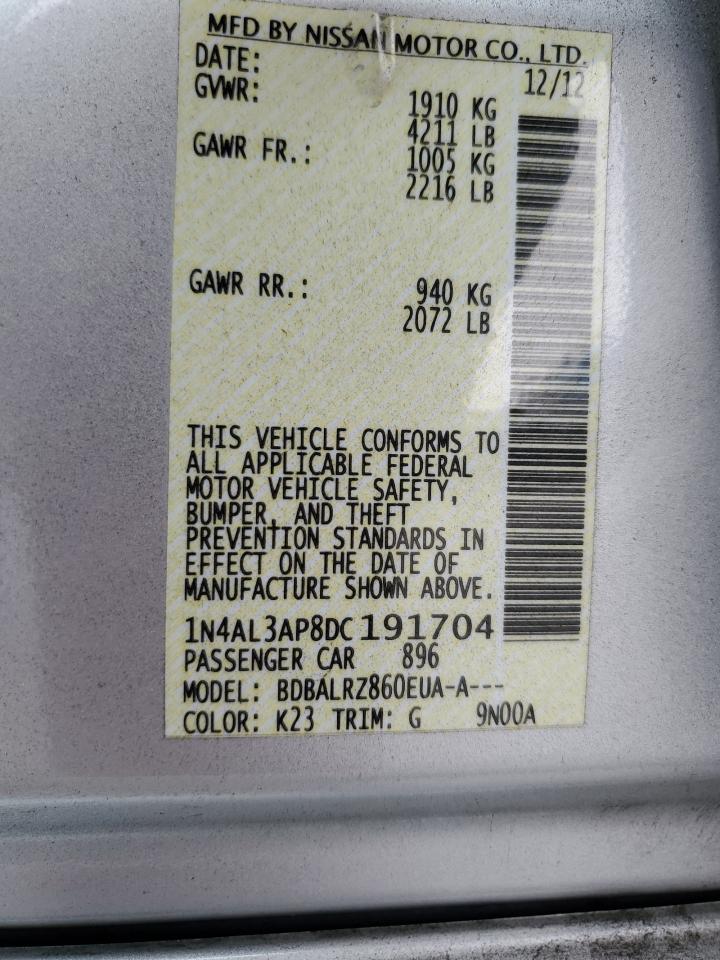 MFD BY NISSAN MOTOR CO., LTD.
DATE: 12/12
GVWR: 1910 KG
4211 LB
GAWR FR.: 1005 KG
2216 LB
GAWR RR.: 940 KG
2072 LB
THIS VEHICLE CONFORMS TO
ALL APPLICABLE FEDERAL
MOTOR VEHICLE SAFETY,
BUMPER, AND THEFT
PREVENTION STANDARDS IN
EFFECT ON THE DATE OF
MANUFACTURE SHOWN ABOVE.
1N4AL3AP8DC191704
PASSENGER CAR 896
MODEL: BDBALRZ860EUA-A---
COLOR: K23 TRIM: G 9N00A